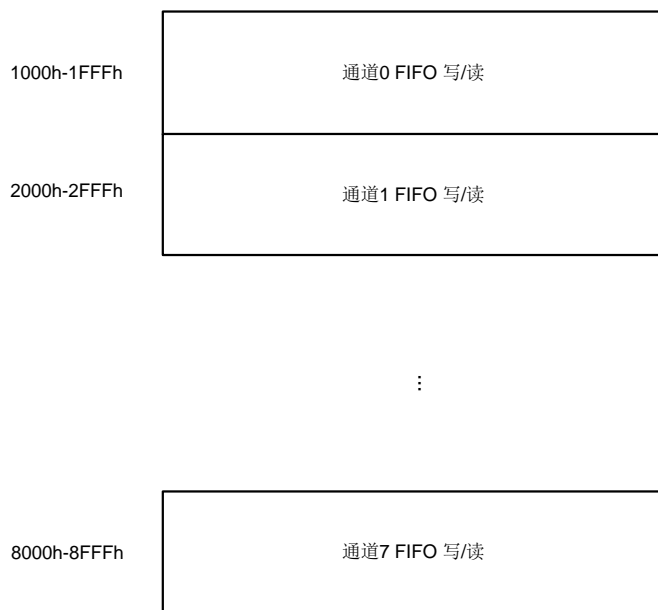 1000h-1FFFh
通道0 FIFO 写/读
2000h-2FFFh
通道1 FIFO 写/读
...
8000h-8FFFh
通道7 FIFO 写/读